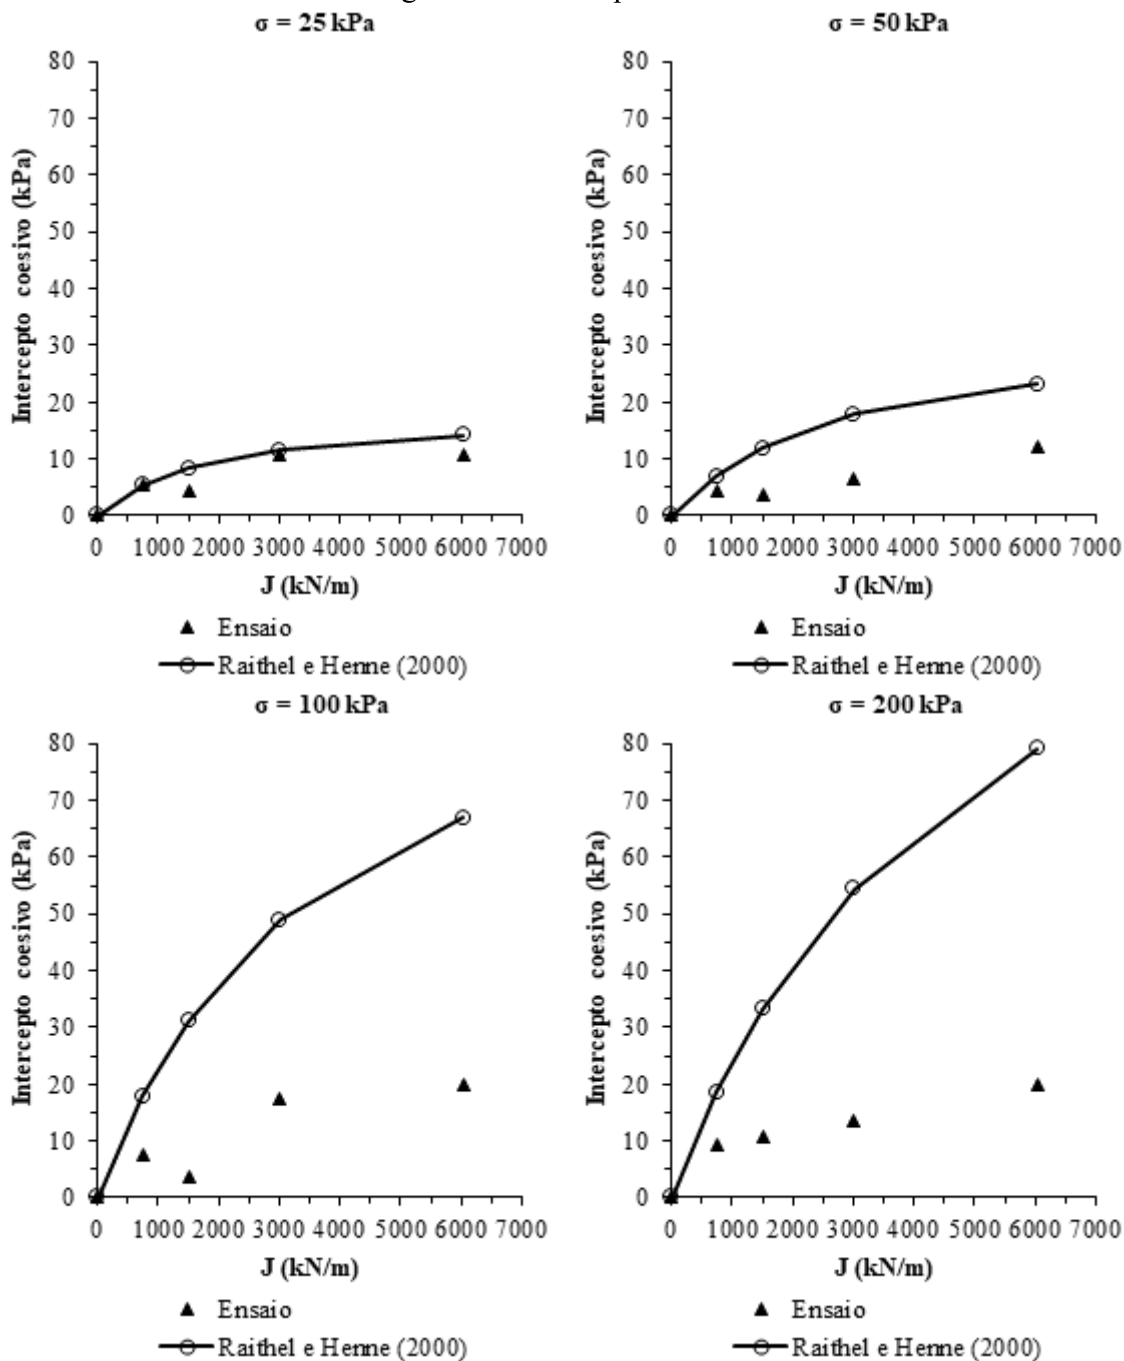 σ = 25 kPa
80
70
60
50
40
30
20
10
0
Intercepto coesivo (kPa)
0 1000 2000 3000 4000 5000 6000 7000
J (kN/m)
Ensaio
Raithel e Henne (2000)
σ = 50 kPa
80
70
60
50
40
30
20
10
0
Intercepto coesivo (kPa)
0 1000 2000 3000 4000 5000 6000 7000
J (kN/m)
Ensaio
Raithel e Henne (2000)
σ = 100 kPa
80
70
60
50
40
30
20
10
0
Intercepto coesivo (kPa)
0 1000 2000 3000 4000 5000 6000 7000
J (kN/m)
Ensaio
Raithel e Henne (2000)
σ = 200 kPa
80
70
60
50
40
30
20
10
0
Intercepto coesivo (kPa)
0 1000 2000 3000 4000 5000 6000 7000
J (kN/m)
Ensaio
Raithel e Henne (2000)